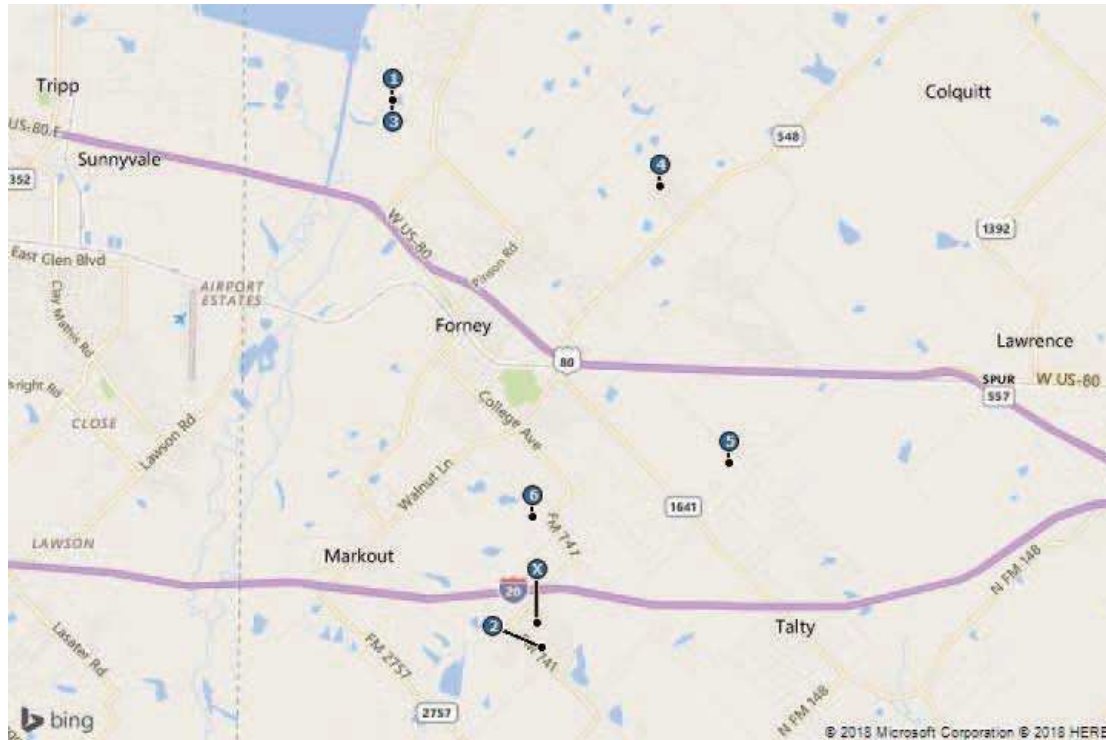 Tripp
1
Colquitt
3
US-80 E
548
Sunnyvale
4
352
1392
W US-80
East Glen Blvd
Pinson Rd
AIRPORT
ESTATES
Clay Mathis Rd
Forney
Lawrence
80
SPUR
W US-80
557
College Ave
CLOSE
5
Lawson Rd
Walnut Ln
6
1641
FM 747
LAWSON
Markout
X
20
N FM 148
2
Talty
741
Lasater Rd
FM 2757
2757
N FM 148
bing
© 2018 Microsoft Corporation © 2018 HERE